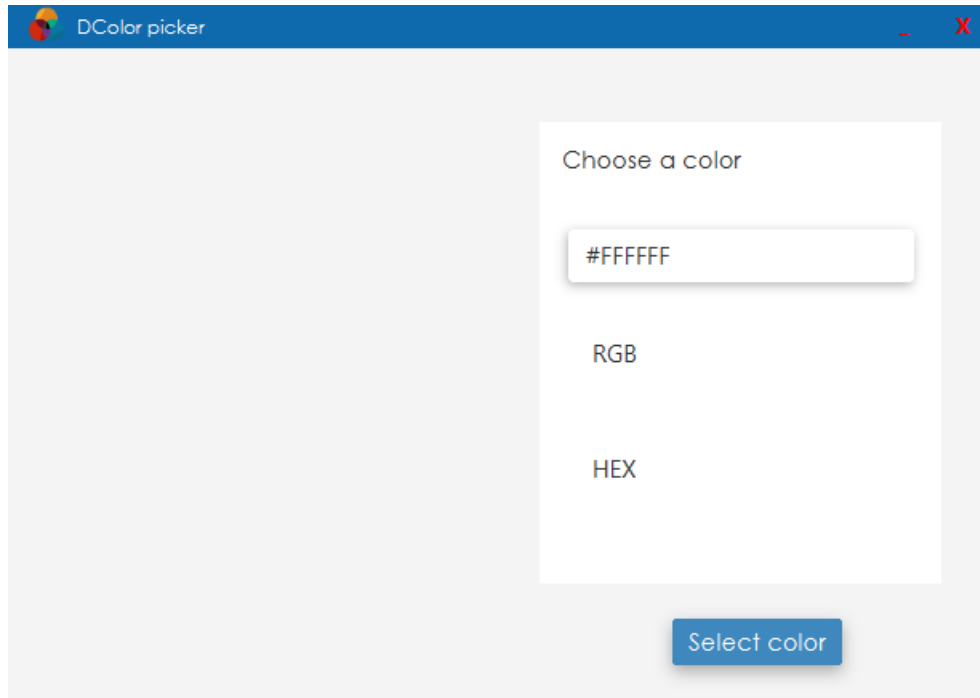 DColor picker _ X
Choose a color
#FFFFFF
RGB
HEX
Select color